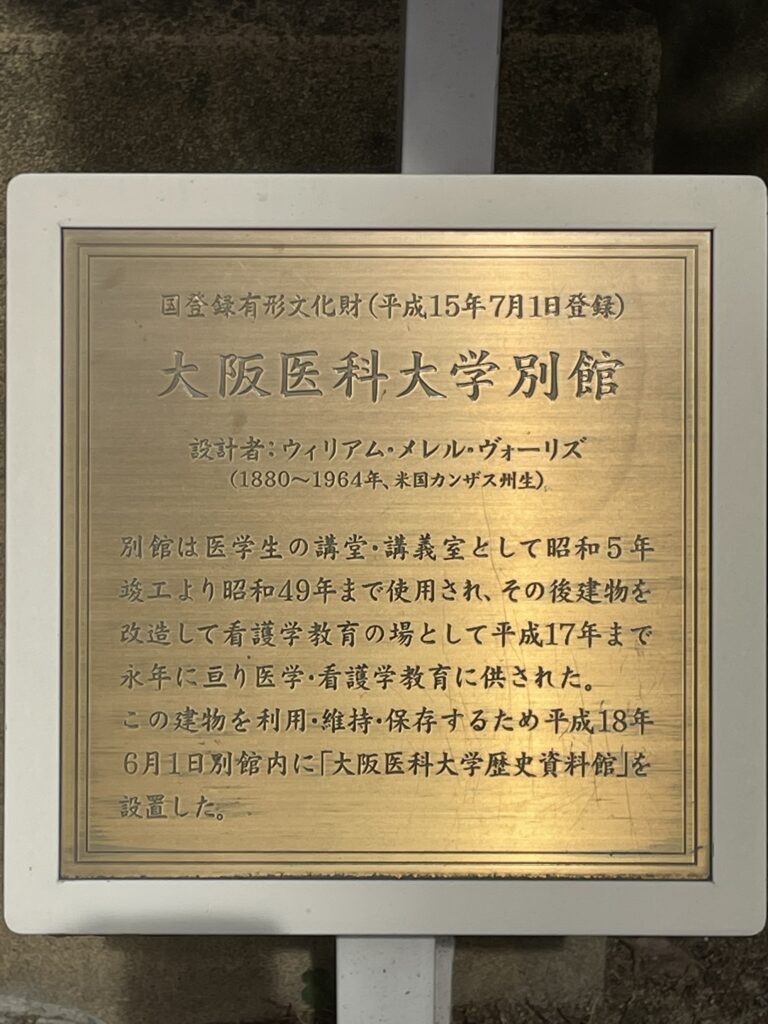 国登録有形文化財(平成15年7月1日登録)
大阪医科大学別館
設計者:ウィリアム・メレル・ヴォーリズ
(1880～1964年、米国カンザス州生)
別館は医学生の講堂・講義室として昭和5年
竣工より昭和49年まで使用され、その後建物を
改造して看護学教育の場として平成17年まで
永年に亘り医学・看護学教育に供された。
この建物を利用・維持・保存するため平成18年
6月1日別館内に「大阪医科大学歴史資料館」を
設置した。